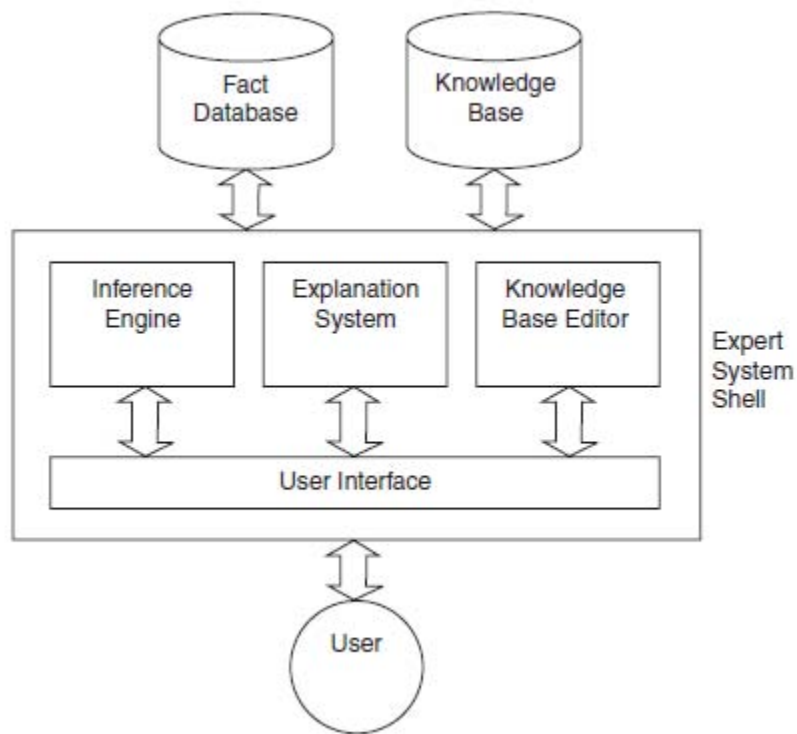 Fact
Database
Knowledge
Base
Inference
Engine
Explanation
System
Knowledge
Base Editor
Expert
System
Shell
User Interface
User